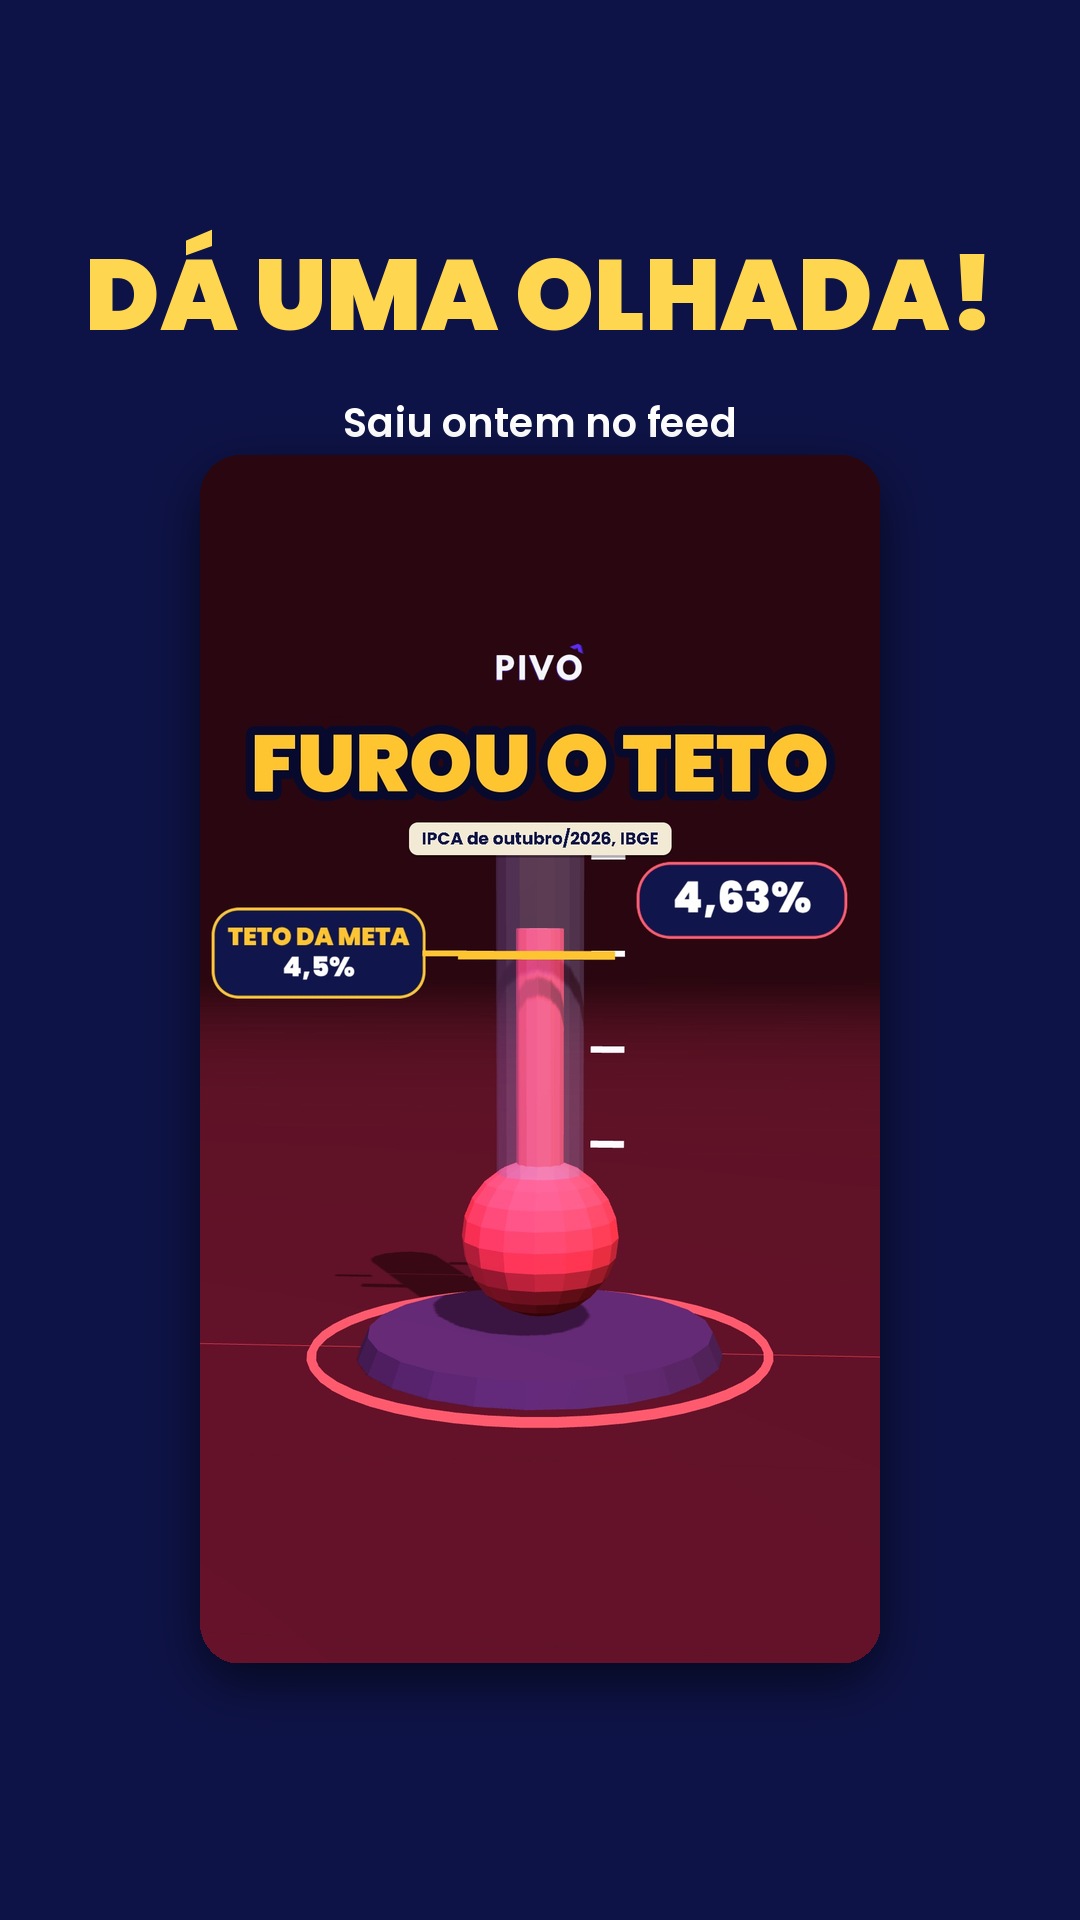 DÁ UMA OLHADA!
Saiu ontem no feed
PIVÔ
FUROU O TETO
IPCA de outubro/2026, IBGE
4,63%
TETO DA META
4,5%